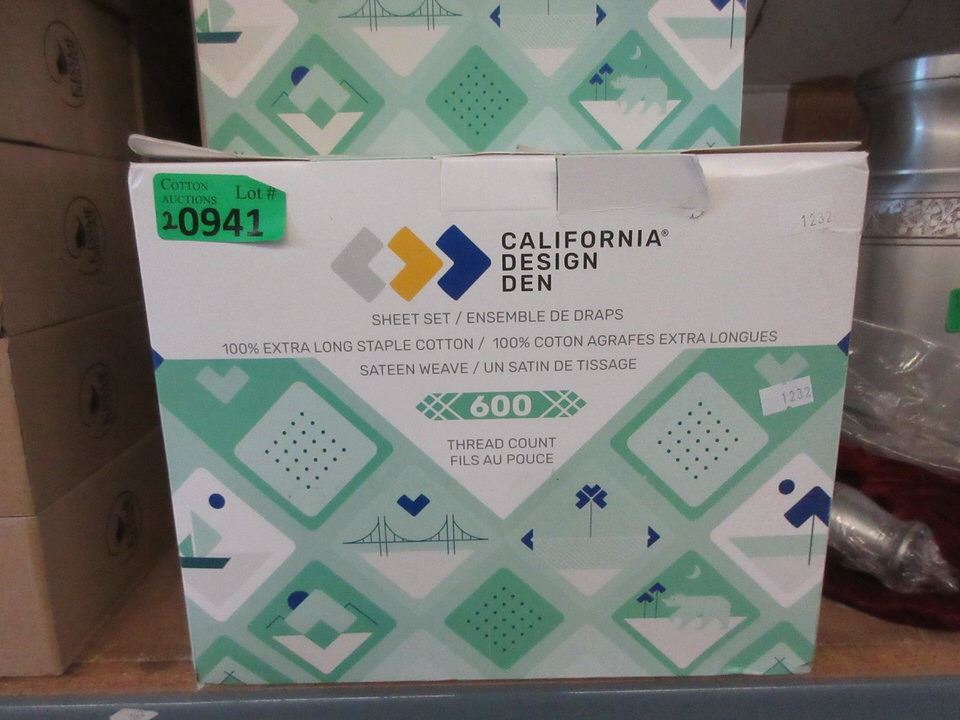 COTTON
AUCTIONS
Lot #
20941
1232
CALIFORNIA®
DESIGN
DEN
SHEET SET / ENSEMBLE DE DRAPS
100% EXTRA LONG STAPLE COTTON / 100% COTON AGRAFES EXTRA LONGUES
SATEEN WEAVE / UN SATIN DE TISSAGE
600
1232
THREAD COUNT
FILS AU POUCE